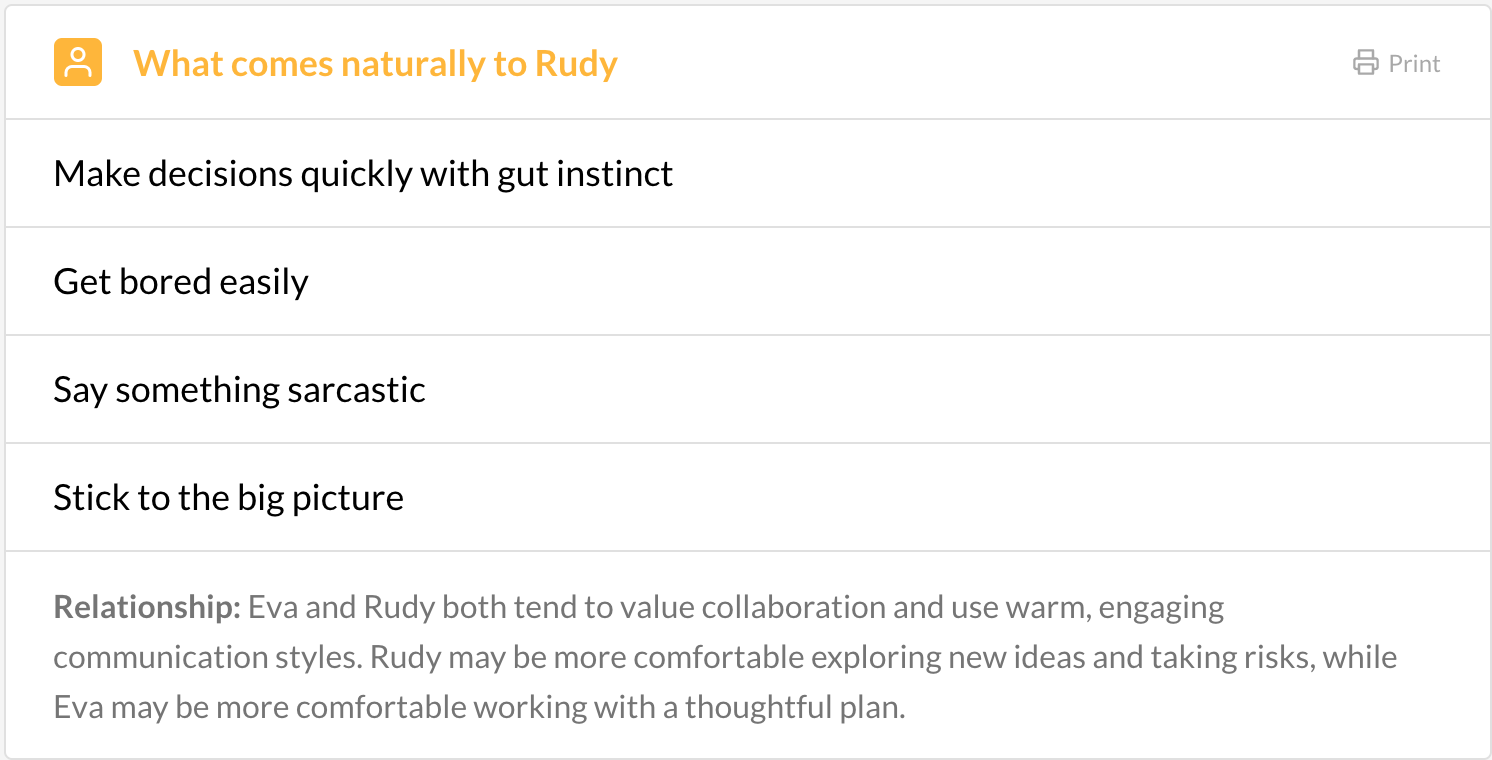 What comes naturally to Rudy
Print
Make decisions quickly with gut instinct
Get bored easily
Say something sarcastic
Stick to the big picture
Relationship: Eva and Rudy both tend to value collaboration and use warm, engaging
communication styles. Rudy may be more comfortable exploring new ideas and taking risks, while
Eva may be more comfortable working with a thoughtful plan.